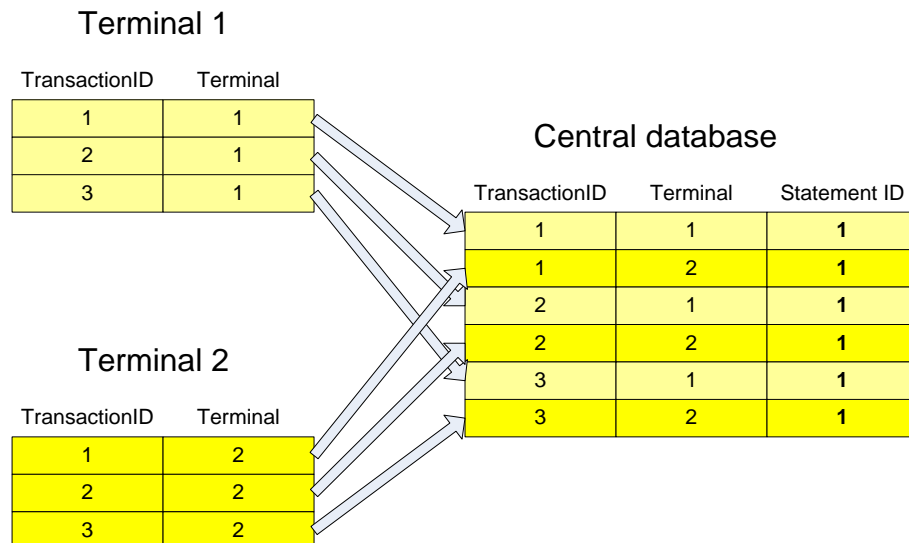 Terminal 1
TransactionID Terminal
1 1
2 1
3 1
Central database
TransactionID Terminal Statement ID
1 1 1
1 2 1
2 1 1
2 2 1
3 1 1
3 2 1
Terminal 2
TransactionID Terminal
1 2
2 2
3 2